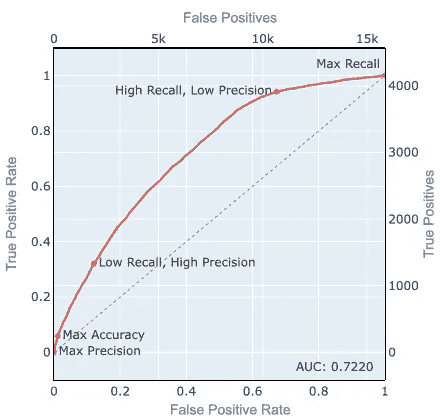 False Positives
0 5k 10k 15k
Max Recall
1
High Recall, Low Precision
4000
0.8
3000
0.6
True Positive Rate
True Positives
2000
0.4
Low Recall, High Precision
1000
0.2
Max Accuracy
0 Max Precision 0
AUC: 0.7220
0 0.2 0.4 0.6 0.8 1
False Positive Rate